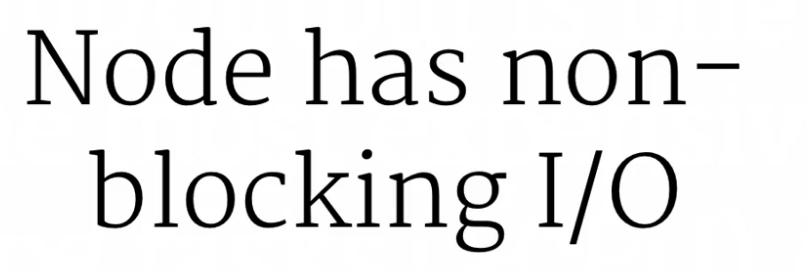 Node has non-
blocking I/O